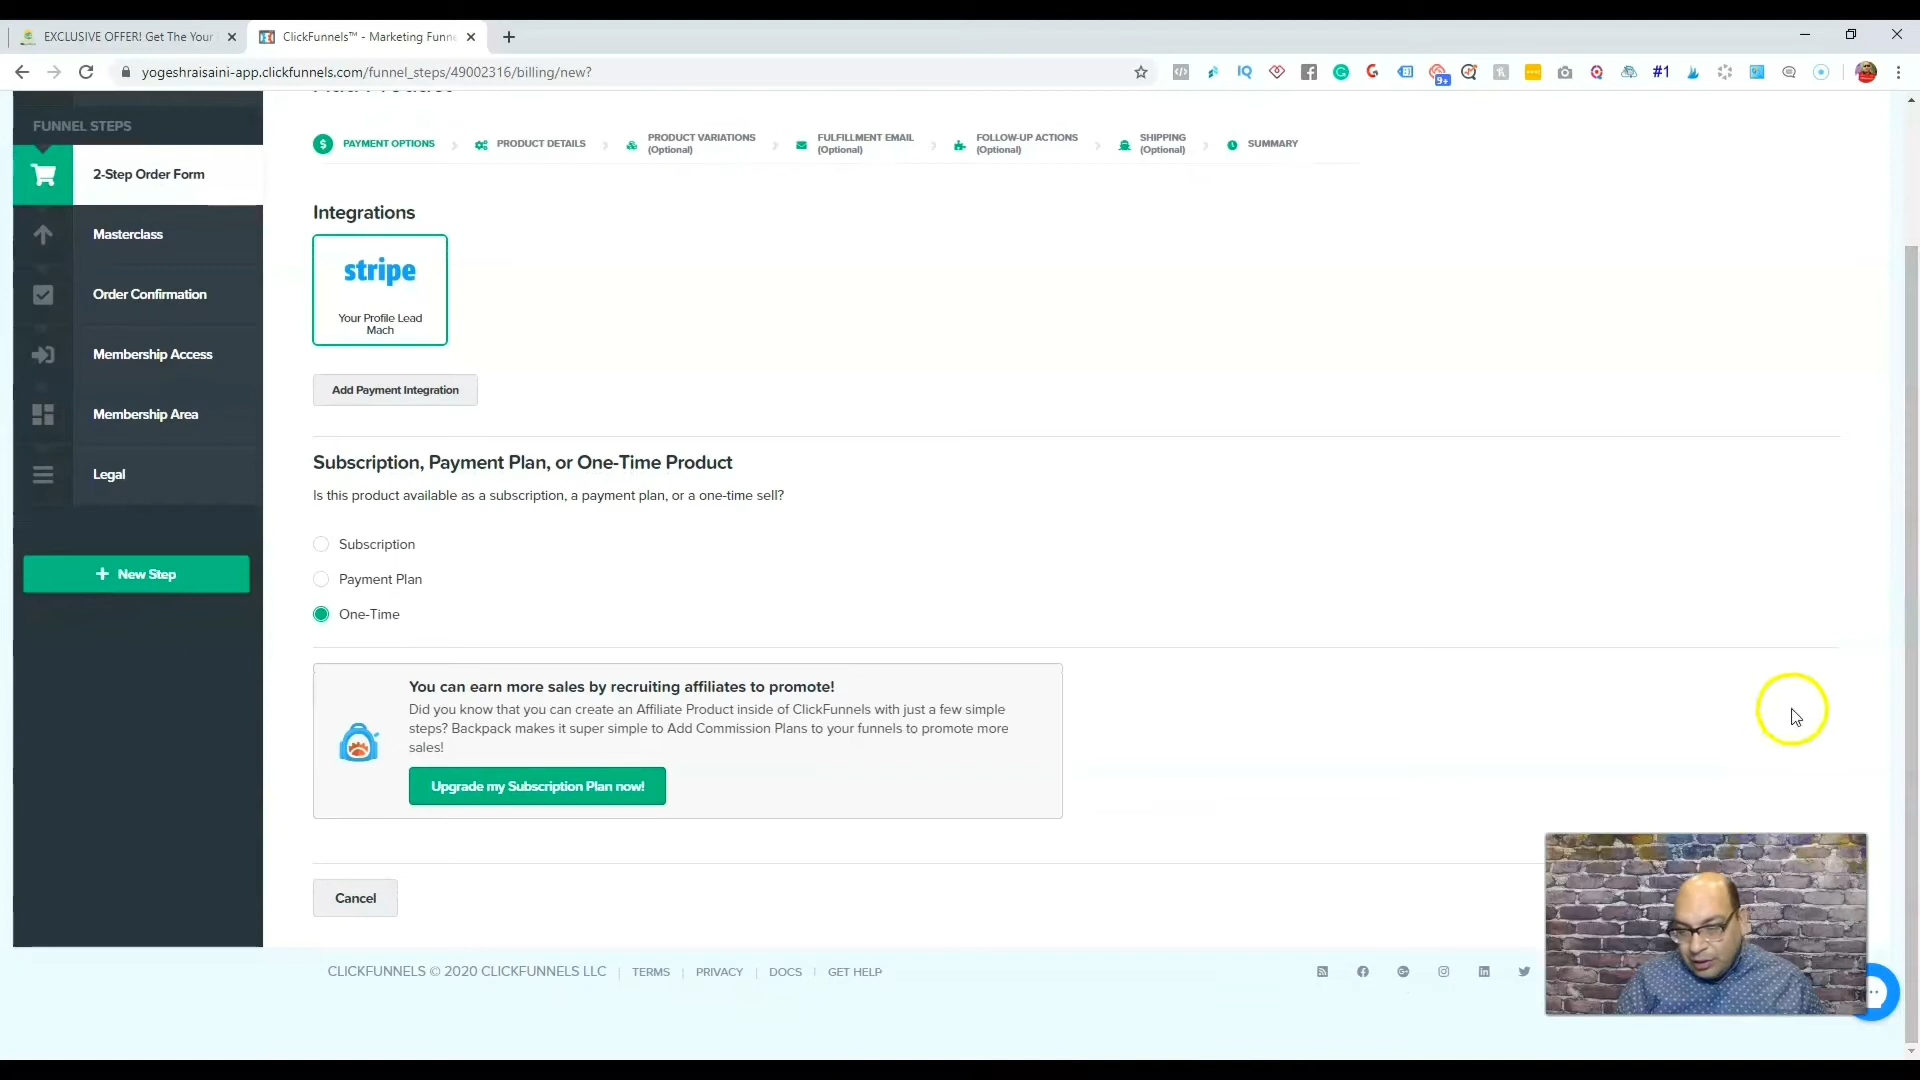 EXCLUSIVE OFFER! Get The Your
ClickFunnels™ - Marketing Funne
yogeshraisaini-app.clickfunnels.com/funnel_steps/49002316/billing/new?
IQ
9+
#1
FUNNEL STEPS
2-Step Order Form
Masterclass
Order Confirmation
Membership Access
Membership Area
Legal
+ New Step
Add Product
$ PAYMENT OPTIONS
PRODUCT DETAILS
PRODUCT VARIATIONS
(Optional)
FULFILLMENT EMAIL
(Optional)
FOLLOW-UP ACTIONS
(Optional)
SHIPPING
(Optional)
SUMMARY
Integrations
stripe
Your Profile Lead
Mach
Add Payment Integration
Subscription, Payment Plan, or One-Time Product
Is this product available as a subscription, a payment plan, or a one-time sell?
Subscription
Payment Plan
One-Time
You can earn more sales by recruiting affiliates to promote!
Did you know that you can create an Affiliate Product inside of ClickFunnels with just a few simple
steps? Backpack makes it super simple to Add Commission Plans to your funnels to promote more
sales!
Upgrade my Subscription Plan now!
Cancel
CLICKFUNNELS © 2020 CLICKFUNNELS LLC | TERMS | PRIVACY | DOCS | GET HELP